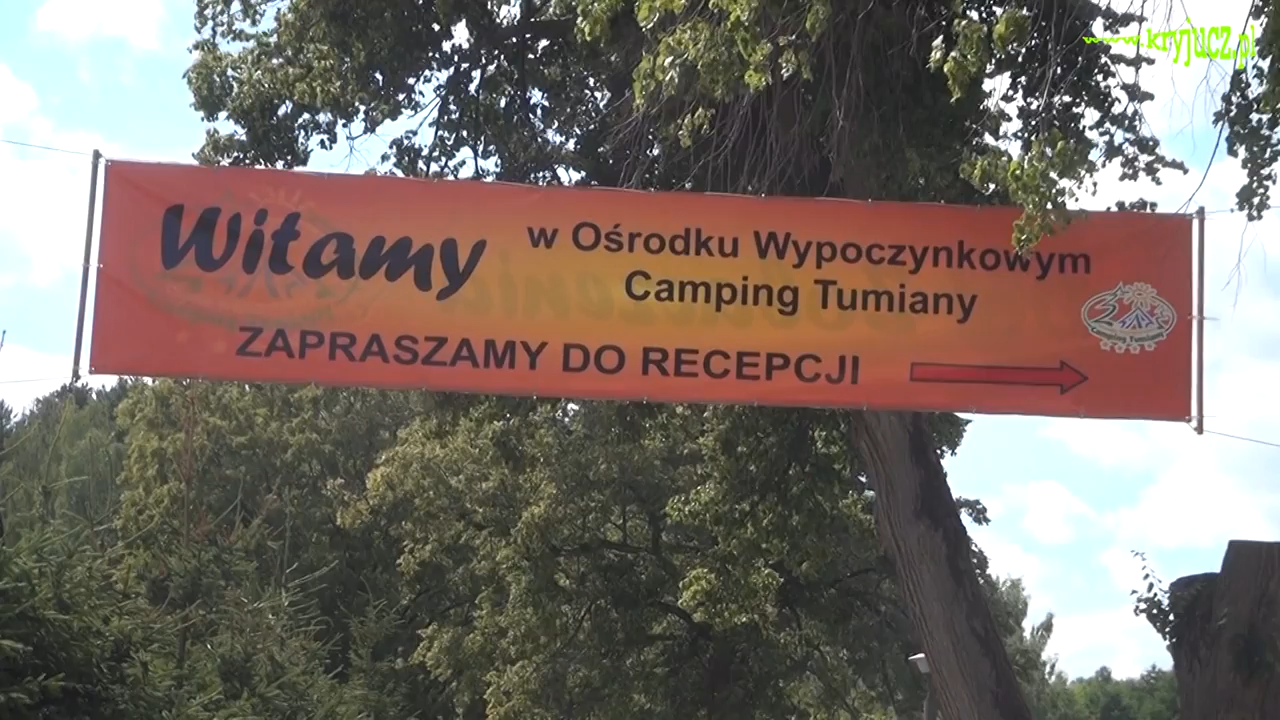 www.kryjucz.pl
Witamy
w Ośrodku Wypoczynkowym
Camping Tumiany
ZAPRASZAMY DO RECEPCJI